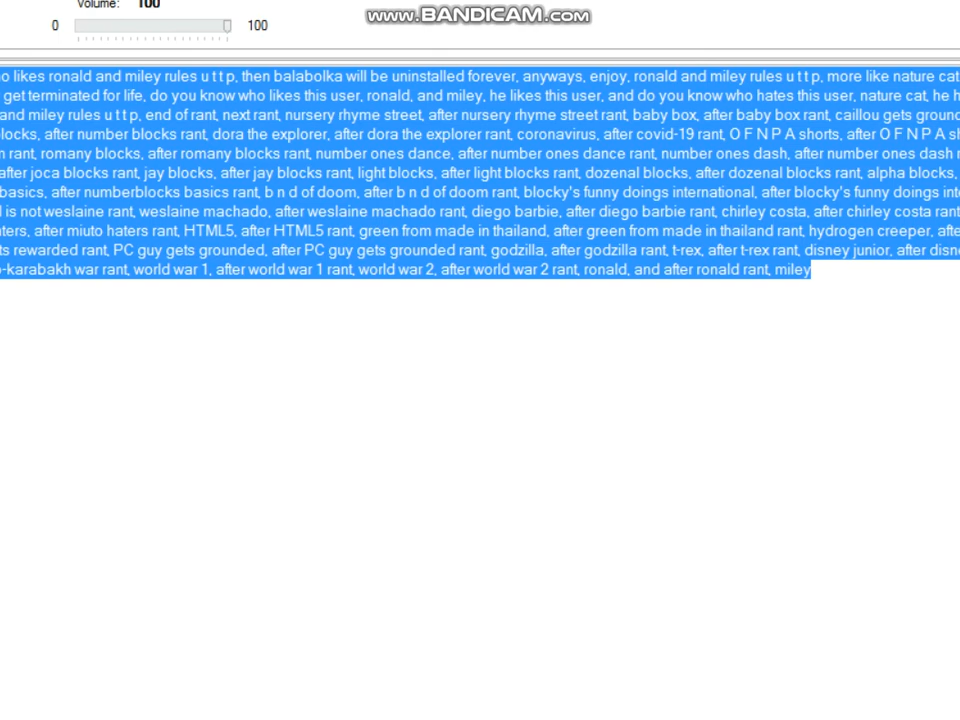 Volume: 100
www.BANDICAM.com
0 100
o likes ronald and miley rules u t t p, then balabolka will be uninstalled forever, anyways, enjoy, ronald and miley rules u t t p, more like nature cat
get terminated for life, do you know who likes this user, ronald, and miley, he likes this user, and do you know who hates this user, nature cat, he h
and miley rules u t t p, end of rant, next rant, nursery rhyme street, after nursery rhyme street rant, baby box, after baby box rant, caillou gets ground
locks, after number blocks rant, dora the explorer, after dora the explorer rant, coronavirus, after covid-19 rant, O F N P A shorts, after O F N P A sh
rant, romany blocks, after romany blocks rant, number ones dance, after number ones dance rant, number ones dash, after number ones dash
after joca blocks rant, jay blocks, after jay blocks rant, light blocks, after light blocks rant, dozenal blocks, after dozenal blocks rant, alpha blocks,
basics, after numberblocks basics rant, b n d of doom, after b n d of doom rant, blocky's funny doings international, after blocky's funny doings int
is not weslaine rant, weslaine machado, after weslaine machado rant, diego barbie, after diego barbie rant, chirley costa, after chirley costa rant
ters, after miuto haters rant, HTML5, after HTML5 rant, green from made in thailand, after green from made in thailand rant, hydrogen creeper, afte
ts rewarded rant, PC guy gets grounded, after PC guy gets grounded rant, godzilla, after godzilla rant, t-rex, after t-rex rant, disney junior, after disn
-karabakh war rant, world war 1, after world war 1 rant, world war 2, after world war 2 rant, ronald, and after ronald rant, miley